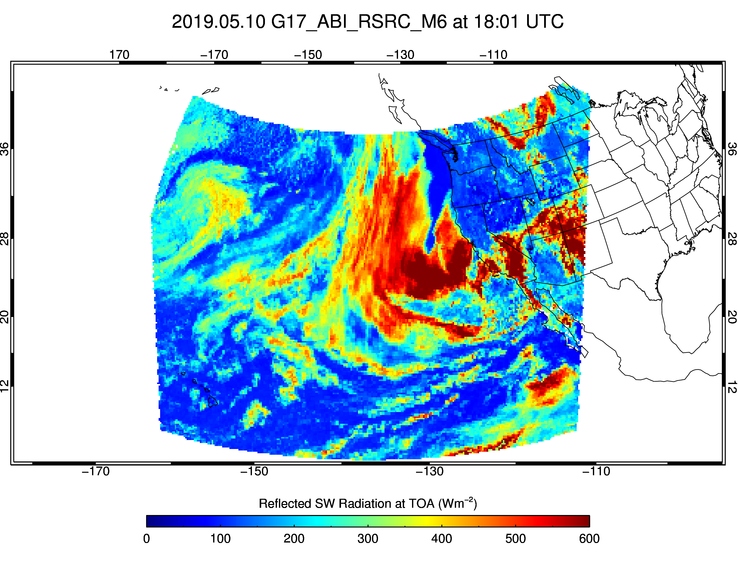 2019.05.10 G17_ABI_RSRC_M6 at 18:01 UTC
170 −170 −150 −130 −110
36 36
28 28
20 20
12 12
−170 −150 −130 −110
Reflected SW Radiation at TOA (Wm−2)
0 100 200 300 400 500 600